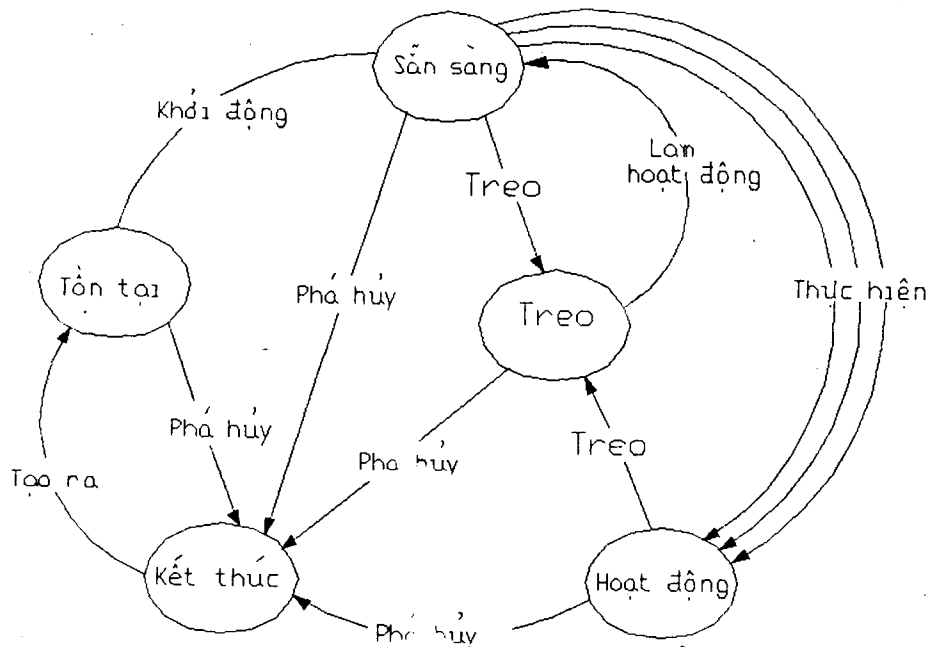 Sẵn sàng
Khởi động
Làm
hoạt động
Treo
Tồn tại
Phá hủy
Treo
Thực hiện
Phá hủy
Phá hủy
Treo
Tạo ra
Kết thúc
Hoạt động
Phá hủy